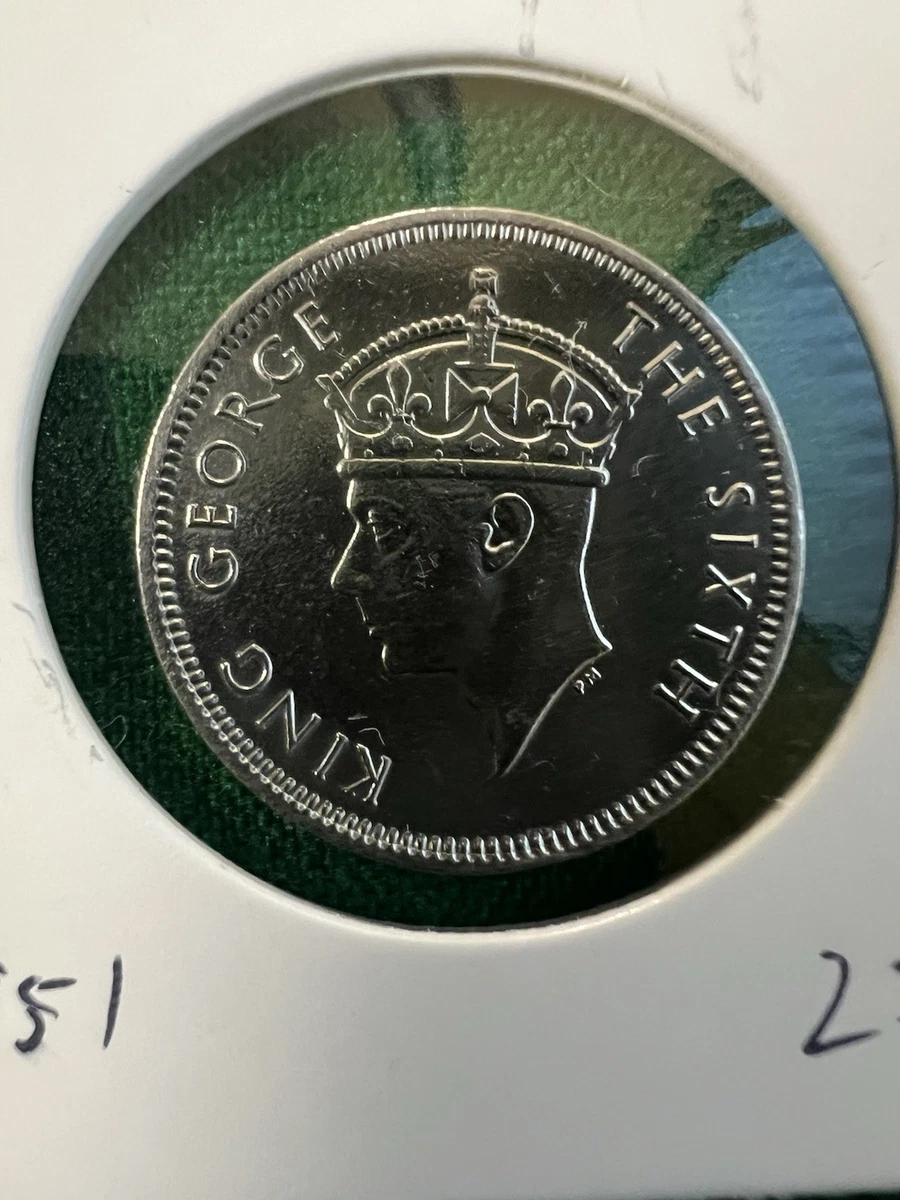 KING GEORGE THE SIXTH
PM
51
2